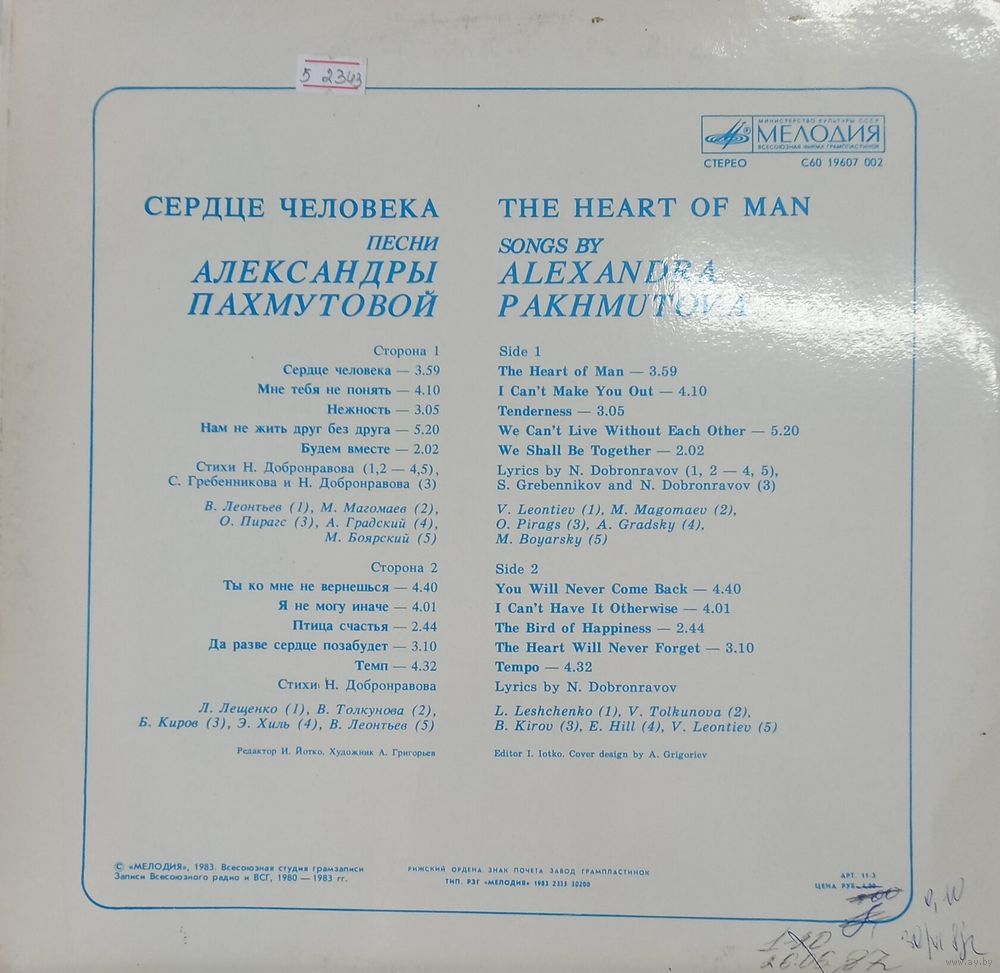 5 2343
МИНИСТЕРСТВО КУЛЬТУРЫ СССР
МЕЛОДИЯ
ВСЕСОЮЗНАЯ ФИРМА ГРАМПЛАСТИНОК
СТЕРЕО С60 19607 002
СЕРДЦЕ ЧЕЛОВЕКА
ПЕСНИ
АЛЕКСАНДРЫ
ПАХМУТОВОЙ
Сторона 1
Сердце человека — 3.59
Мне тебя не понять — 4.10
Нежность — 3.05
Нам не жить друг без друга — 5.20
Будем вместе — 2.02
Стихи Н. Добронравова (1,2 — 4,5),
С. Гребенникова и Н. Добронравова (3)
В. Леонтьев (1), М. Магомаев (2),
О. Пирагс (3), А. Градский (4),
М. Боярский (5)
Сторона 2
Ты ко мне не вернешься — 4.40
Я не могу иначе — 4.01
Птица счастья — 2.44
Да разве сердце позабудет — 3.10
Темп — 4.32
Стихи Н. Добронравова
Л. Лещенко (1), В. Толкунова (2),
Б. Киров (3), Э. Хиль (4), В. Леонтьев (5)
Редактор И. Йотко. Художник А. Григорьев
THE HEART OF MAN
SONGS BY
ALEXANDRA
PAKHMUTOVA
Side 1
The Heart of Man — 3.59
I Can't Make You Out — 4.10
Tenderness — 3.05
We Can't Live Without Each Other — 5.20
We Shall Be Together — 2.02
Lyrics by N. Dobronravov (1, 2 — 4, 5),
S. Grebennikov and N. Dobronravov (3)
V. Leontiev (1), M. Magomaev (2),
O. Pirags (3), A. Gradsky (4),
M. Boyarsky (5)
Side 2
You Will Never Come Back — 4.40
I Can't Have It Otherwise — 4.01
The Bird of Happiness — 2.44
The Heart Will Never Forget — 3.10
Tempo — 4.32
Lyrics by N. Dobronravov
L. Leshchenko (1), V. Tolkunova (2),
B. Kirov (3), E. Hill (4), V. Leontiev (5)
Editor I. Iotko. Cover design by A. Grigoriev
© «МЕЛОДИЯ», 1983. Всесоюзная студия грамзаписи
Записи Всесоюзного радио и ВСГ, 1980 — 1983 гг.
РИЖСКИЙ ОРДЕНА ЗНАК ПОЧЕТА ЗАВОД ГРАМПЛАСТИНОК
ТИП. РЗГ «МЕЛОДИЯ» 1983 2335 30200
АРТ. 11-3
ЦЕНА РУБ.
www.ay.by